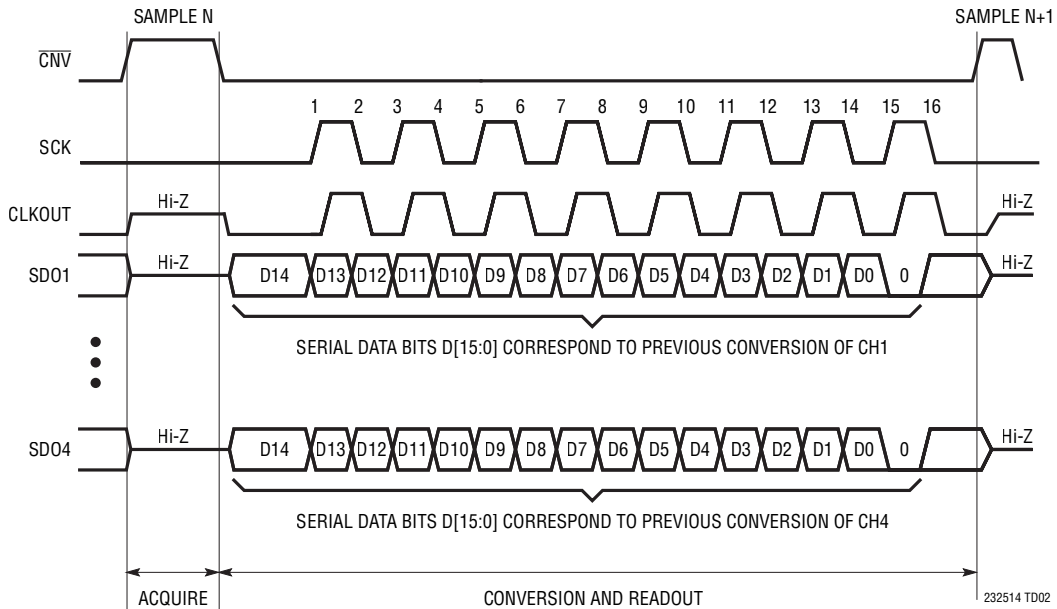 SAMPLE N
SAMPLE N+1
CNV
1 2 3 4 5 6 7 8 9 10 11 12 13 14 15 16
SCK
Hi-Z
Hi-Z
CLKOUT
SDO1
Hi-Z
D14 D13 D12 D11 D10 D9 D8 D7 D6 D5 D4 D3 D2 D1 D0 0
Hi-Z
SERIAL DATA BITS D[15:0] CORRESPOND TO PREVIOUS CONVERSION OF CH1
SDO4
Hi-Z
D14 D13 D12 D11 D10 D9 D8 D7 D6 D5 D4 D3 D2 D1 D0 0
Hi-Z
SERIAL DATA BITS D[15:0] CORRESPOND TO PREVIOUS CONVERSION OF CH4
ACQUIRE
CONVERSION AND READOUT
232514 TD02